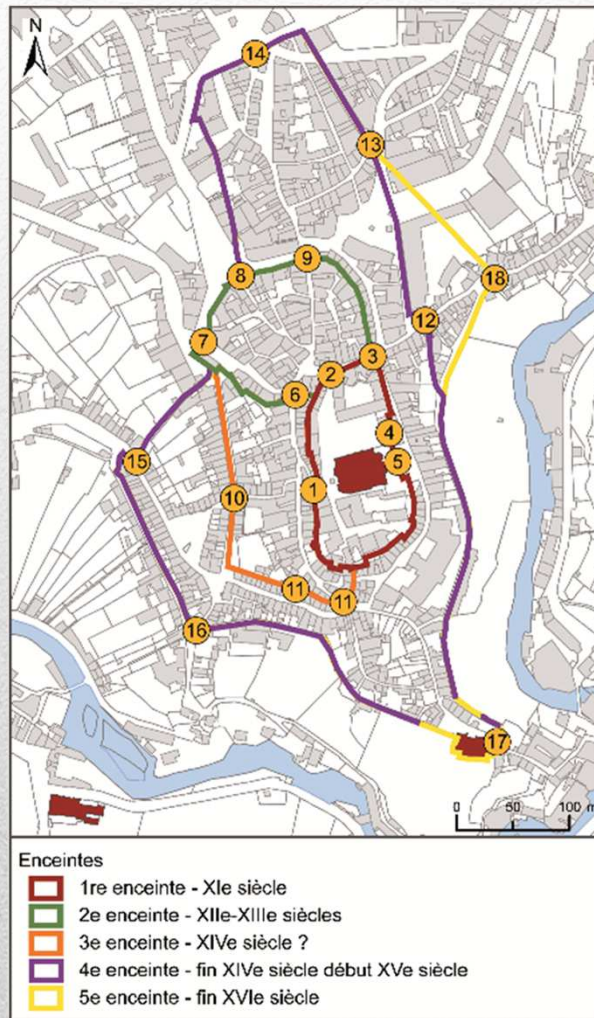 N
14
13
9
8
18
12
7
3
2
6
4
5
15
1
10
11
11
16
17
0 50 100 m
Enceintes
1re enceinte - XIe siècle
2e enceinte - XIIe-XIIIe siècles
3e enceinte - XIVe siècle ?
4e enceinte - fin XIVe siècle début XVe siècle
5e enceinte - fin XVIe siècle